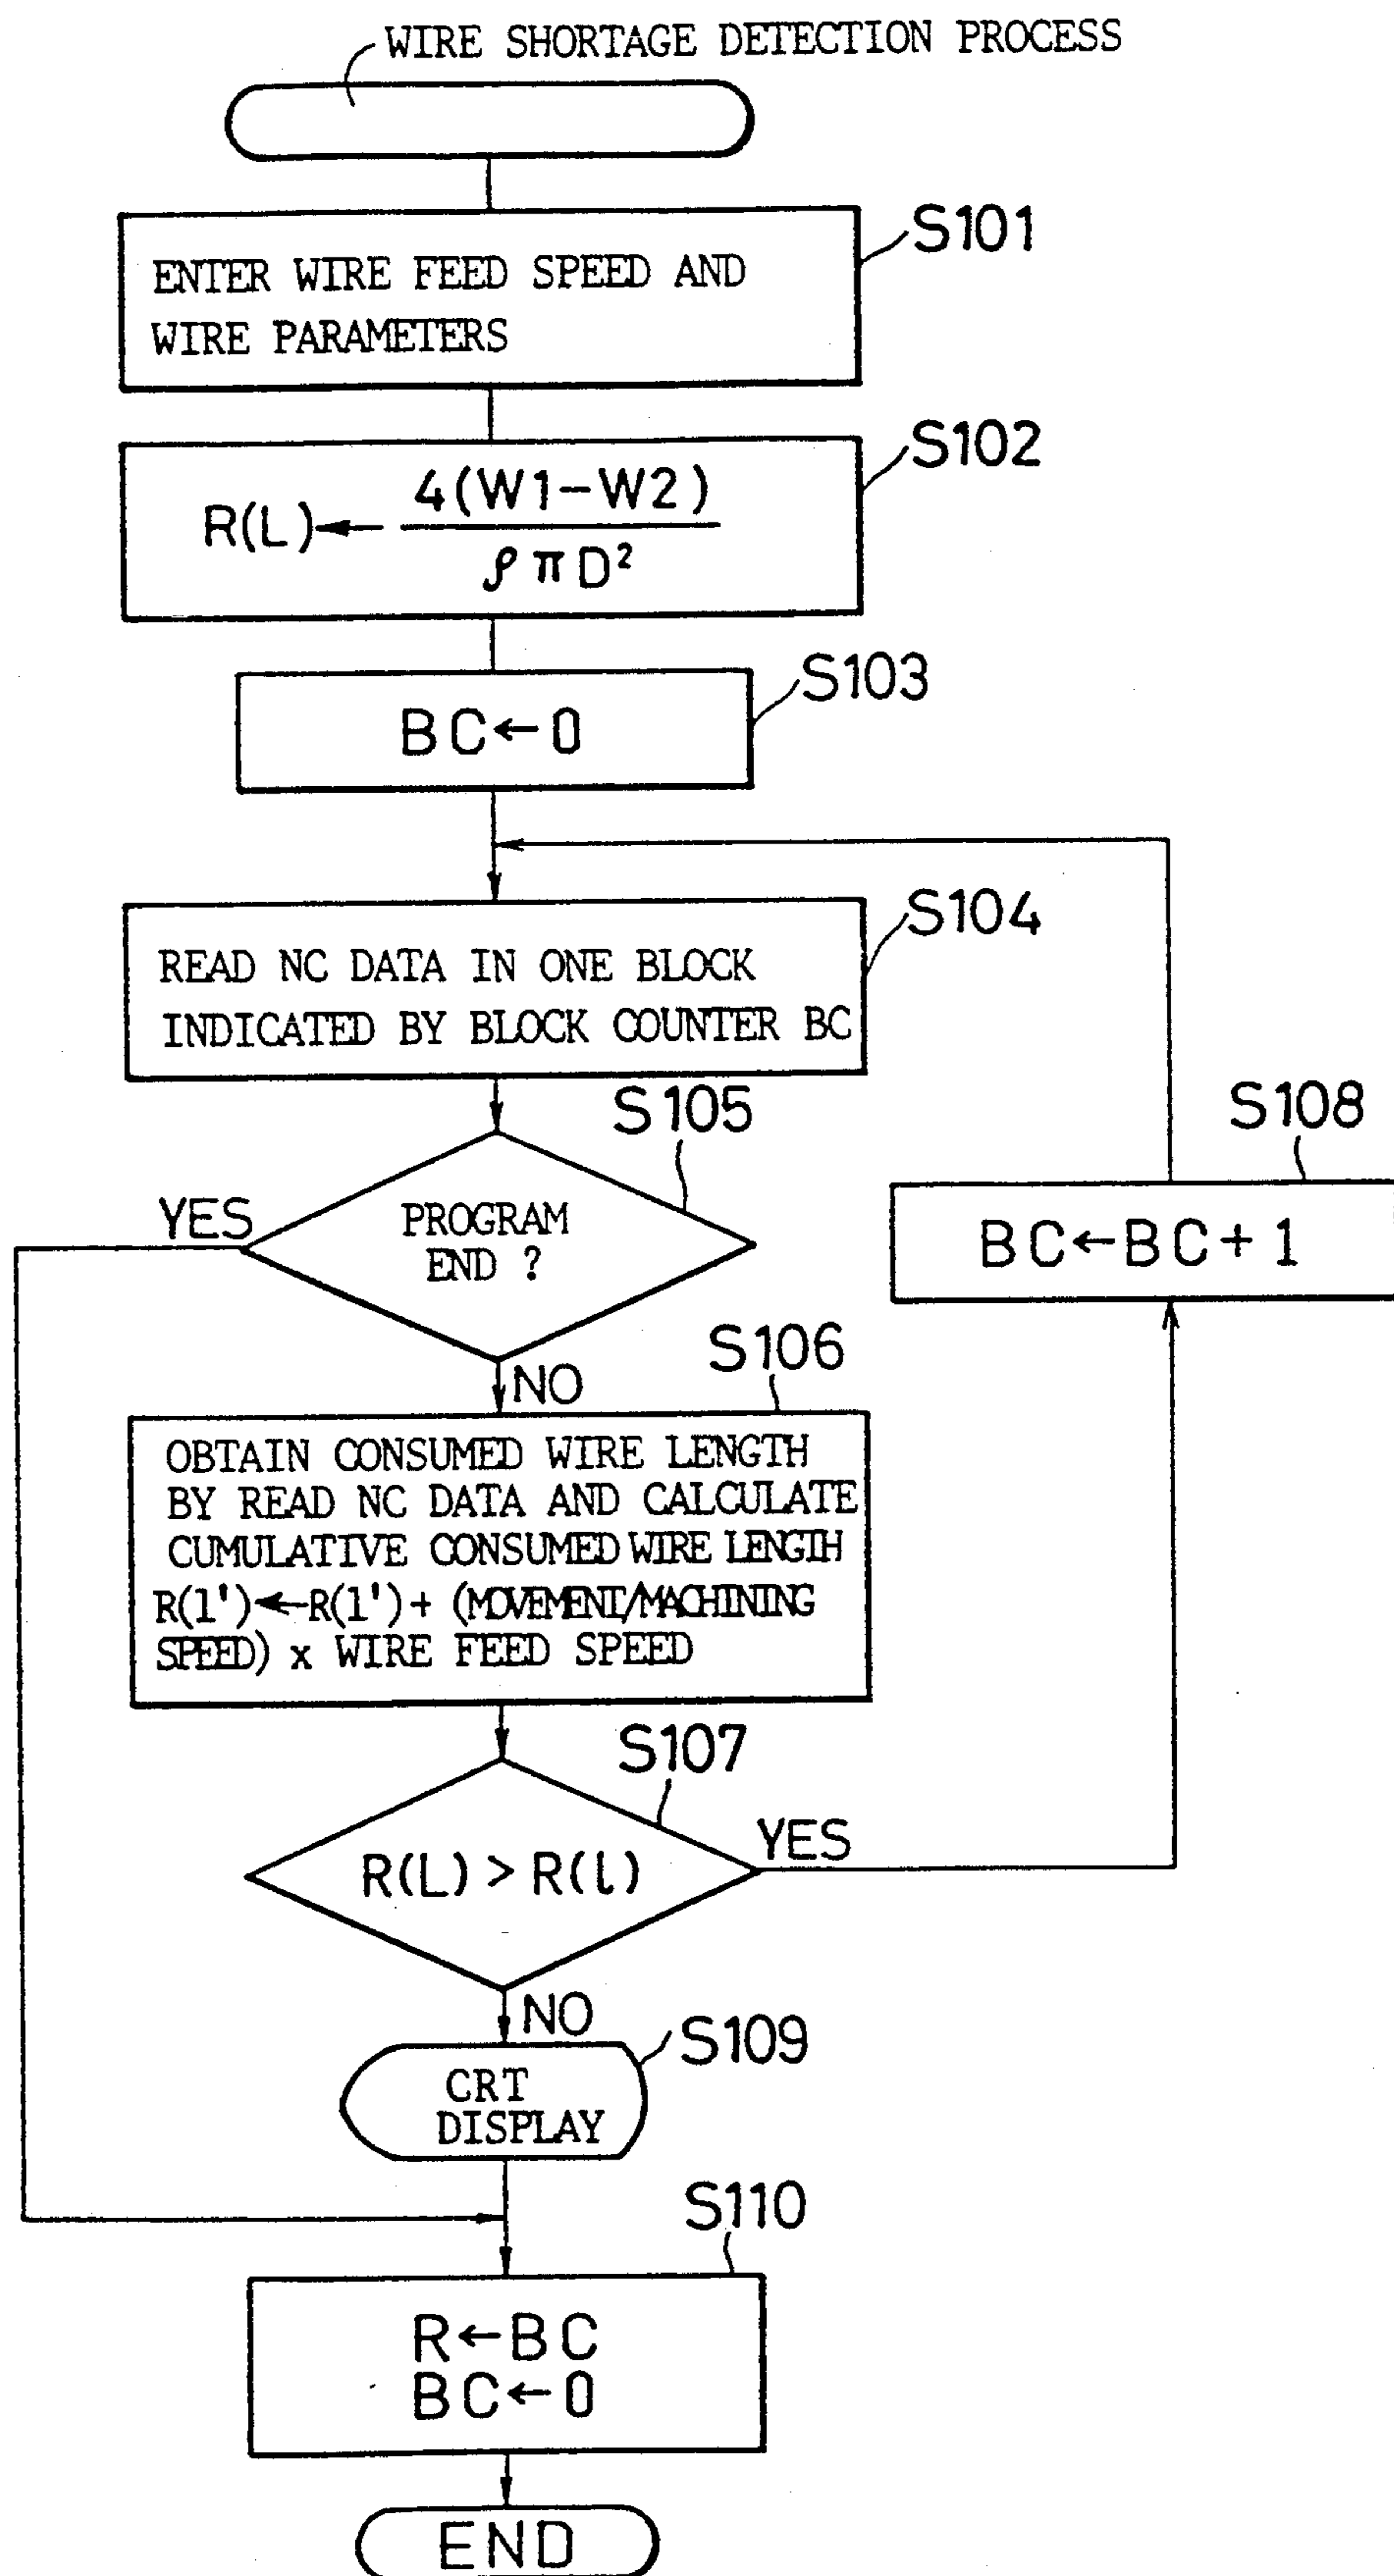 WIRE SHORTAGE DETECTION PROCESS
S101
ENTER WIRE FEED SPEED AND
WIRE PARAMETERS
S102
R(L)← 4(W1-W2)
ρπD²
S103
BC←0
S104
READ NC DATA IN ONE BLOCK
INDICATED BY BLOCK COUNTER BC
S105
YES
PROGRAM
END ?
S108
BC←BC+1
NO
S106
OBTAIN CONSUMED WIRE LENGTH
BY READ NC DATA AND CALCULATE
CUMULATIVE CONSUMED WIRE LENGTH
R(l')←R(l')+ (MOVEMENT/MACHINING
SPEED) x WIRE FEED SPEED
S107
R(L) > R(l)
YES
NO
S109
CRT
DISPLAY
S110
R←BC
BC←0
END